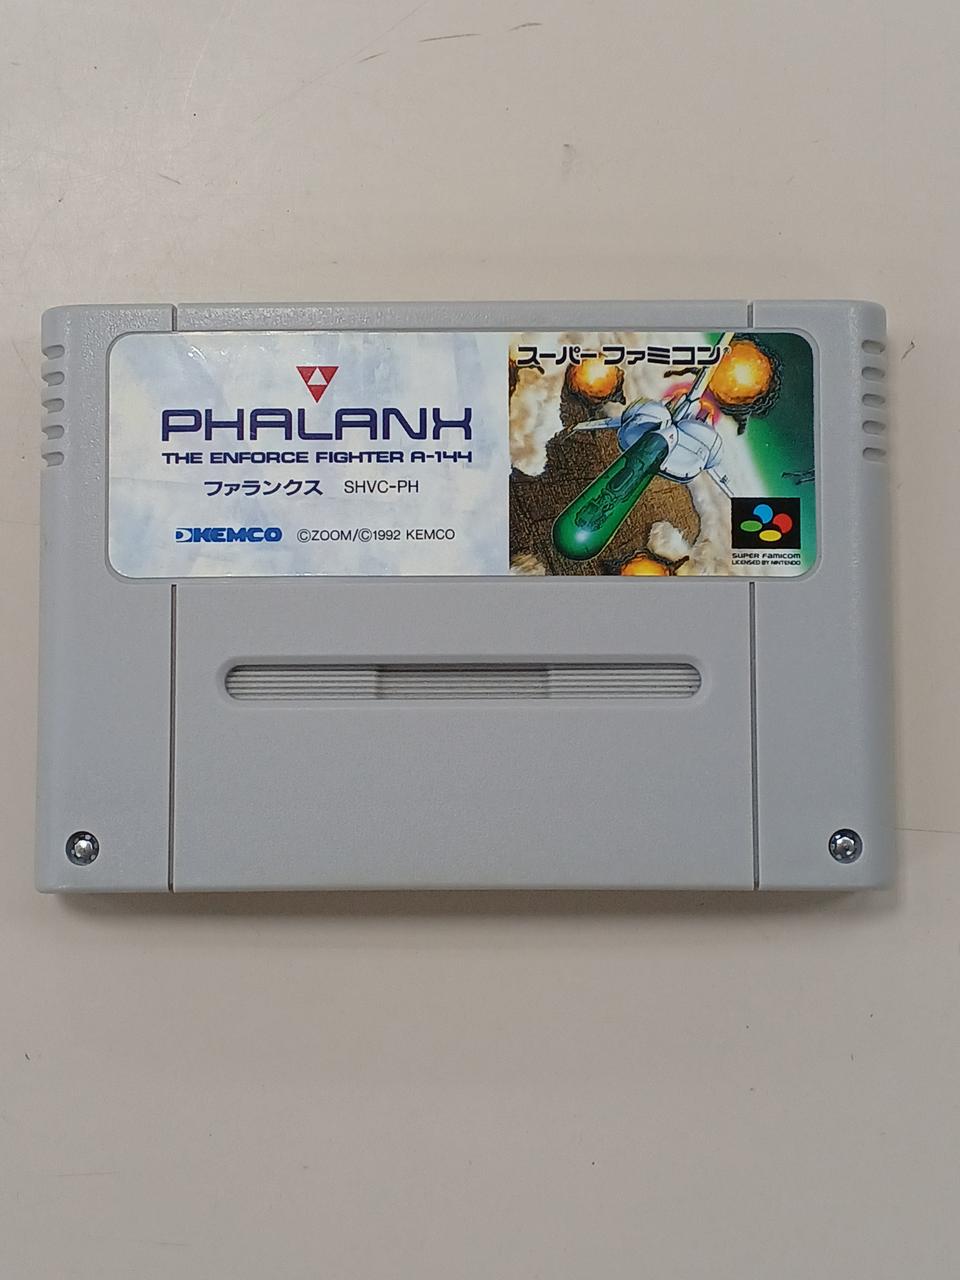 PHALANX
THE ENFORCE FIGHTER A-144
ファランクス SHVC-PH
KEMCO ©ZOOM/©1992 KEMCO
スーパーファミコン®
SUPER FAMICOM
LICENSED BY NINTENDO